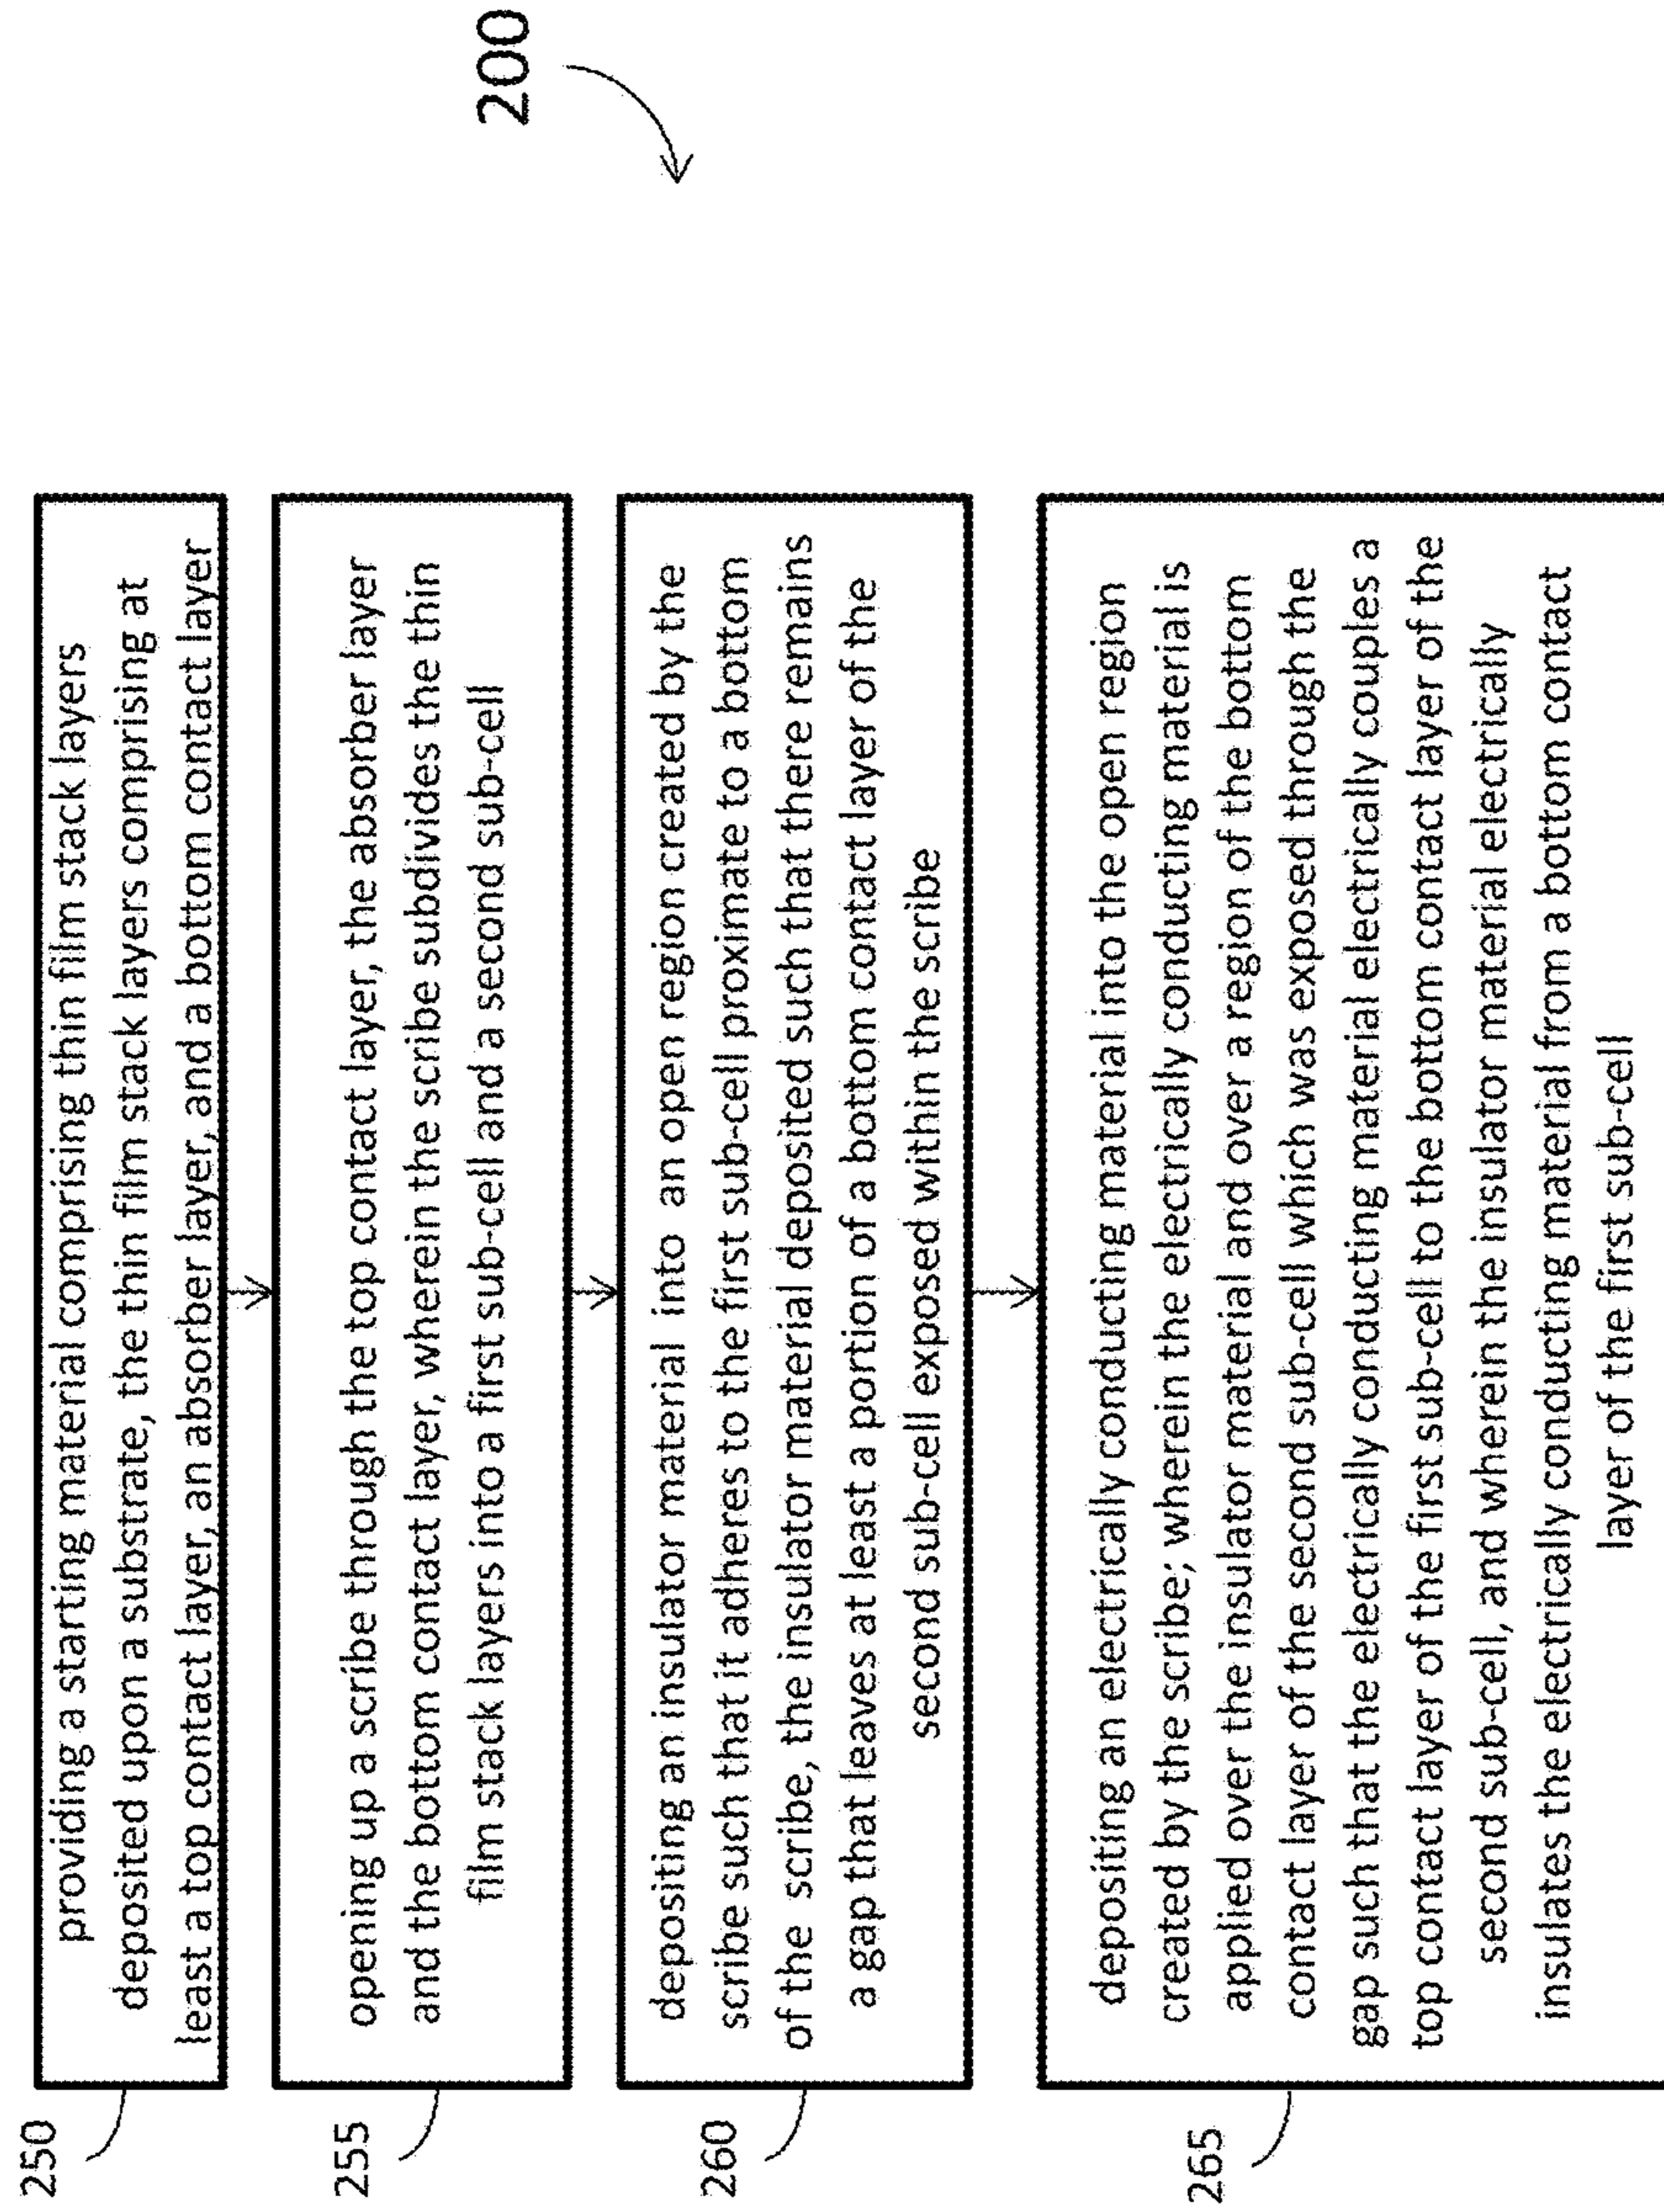 200
250
providing a starting material comprising thin film stack layers
deposited upon a substrate, the thin film stack layers comprising at
least a top contact layer, an absorber layer, and a bottom contact layer
255
opening up a scribe through the top contact layer, the absorber layer
and the bottom contact layer, wherein the scribe subdivides the thin
film stack layers into a first sub-cell and a second sub-cell
260
depositing an insulator material into an open region created by the
scribe such that it adheres to the first sub-cell proximate to a bottom
of the scribe, the insulator material deposited such that there remains
a gap that leaves at least a portion of a bottom contact layer of the
second sub-cell exposed within the scribe
265
depositing an electrically conducting material into the open region
created by the scribe; wherein the electrically conducting material is
applied over the insulator material and over a region of the bottom
contact layer of the second sub-cell which was exposed through the
gap such that the electrically conducting material electrically couples a
top contact layer of the first sub-cell to the bottom contact layer of the
second sub-cell, and wherein the insulator material electrically
insulates the electrically conducting material from a bottom contact
layer of the first sub-cell